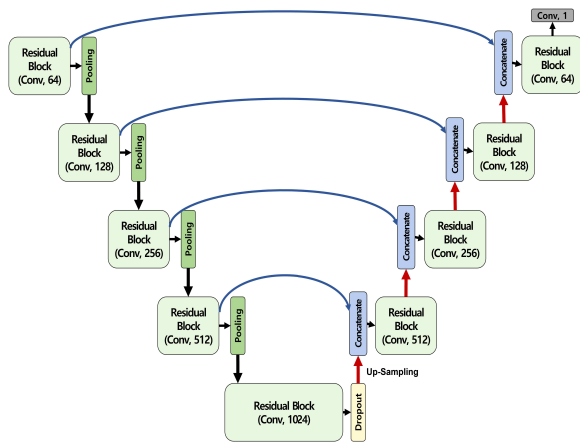 Conv, 1
Residual
Block
(Conv, 64)
Pooling
Concatenate
Residual
Block
(Conv, 64)
Residual
Block
(Conv, 128)
Pooling
Concatenate
Residual
Block
(Conv, 128)
Residual
Block
(Conv, 256)
Pooling
Concatenate
Residual
Block
(Conv, 256)
Residual
Block
(Conv, 512)
Pooling
Concatenate
Residual
Block
(Conv, 512)
Up-Sampling
Residual Block
(Conv, 1024)
Dropout